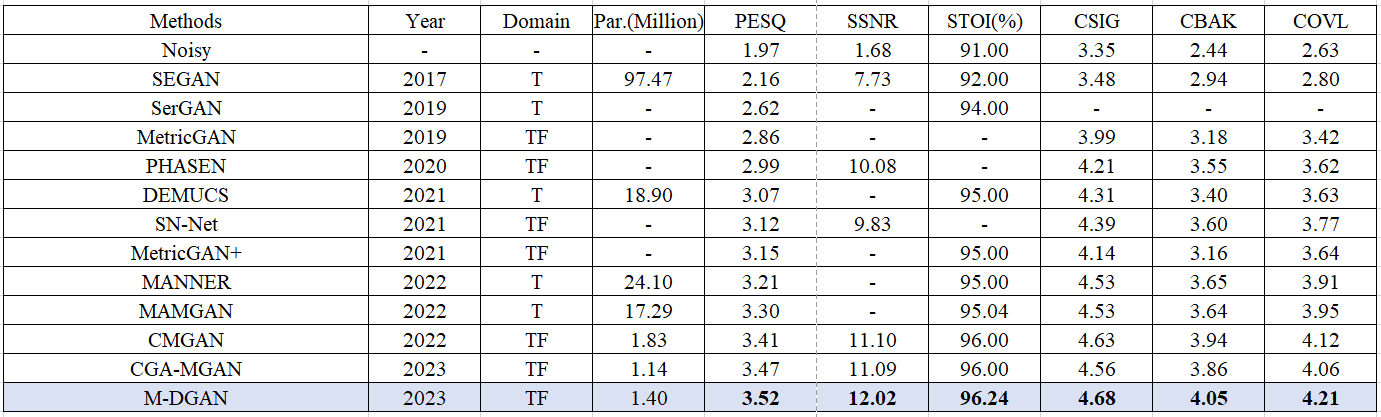 Methods Year Domain Par.(Million) PESQ SSNR STOI(%) CSIG CBAK COVL
Noisy - - - 1.97 1.68 91.00 3.35 2.44 2.63
SEGAN 2017 T 97.47 2.16 7.73 92.00 3.48 2.94 2.80
SerGAN 2019 T - 2.62 - 94.00 - - -
MetricGAN 2019 TF - 2.86 - - 3.99 3.18 3.42
PHASEN 2020 TF - 2.99 10.08 - 4.21 3.55 3.62
DEMUCS 2021 T 18.90 3.07 - 95.00 4.31 3.40 3.63
SN-Net 2021 TF - 3.12 9.83 - 4.39 3.60 3.77
MetricGAN+ 2021 TF - 3.15 - 95.00 4.14 3.16 3.64
MANNER 2022 T 24.10 3.21 - 95.00 4.53 3.65 3.91
MAMGAN 2022 T 17.29 3.30 - 95.04 4.53 3.64 3.95
CMGAN 2022 TF 1.83 3.41 11.10 96.00 4.63 3.94 4.12
CGA-MGAN 2023 TF 1.14 3.47 11.09 96.00 4.56 3.86 4.06
M-DGAN 2023 TF 1.40 3.52 12.02 96.24 4.68 4.05 4.21